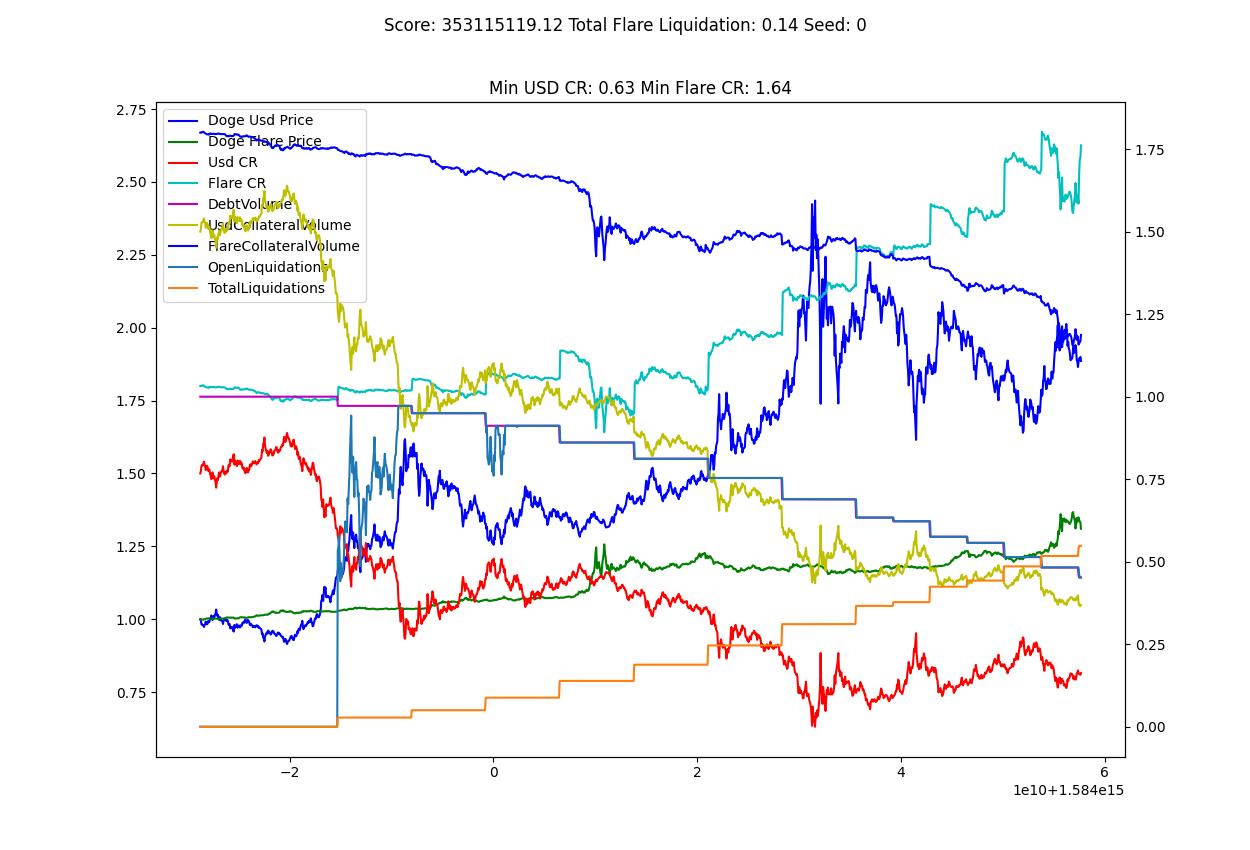 Score: 353115119.12 Total Flare Liquidation: 0.14 Seed: 0
Min USD CR: 0.63 Min Flare CR: 1.64
Doge Usd Price
Doge Flare Price
Usd CR
Flare CR
DebtVolume
UsdCollateralVolume
FlareCollateralVolume
OpenLiquidations
TotalLiquidations
2.75
2.50
2.25
2.00
1.75
1.50
1.25
1.00
0.75
1.75
1.50
1.25
1.00
0.75
0.50
0.25
0.00
−2 0 2 4 6
1e10+1.584e15